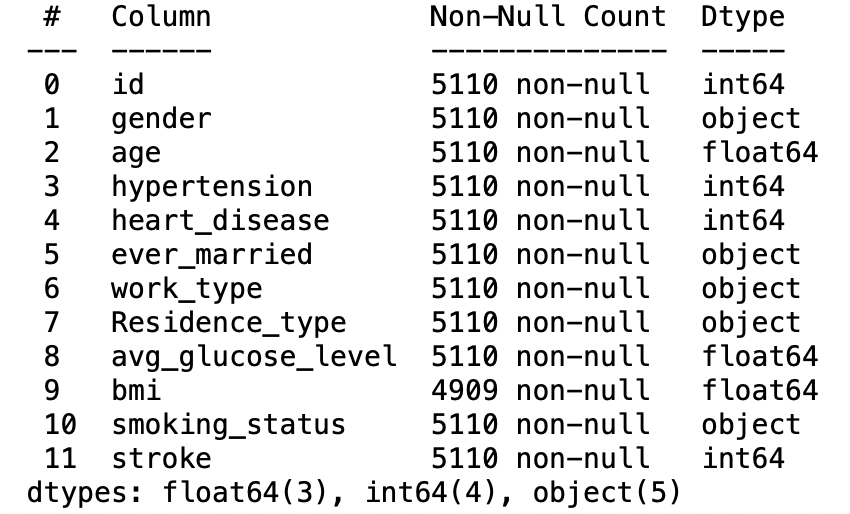 #   Column             Non-Null Count  Dtype
---  ------             --------------  -----
0   id                 5110 non-null   int64
1   gender             5110 non-null   object
2   age                5110 non-null   float64
3   hypertension       5110 non-null   int64
4   heart_disease      5110 non-null   int64
5   ever_married       5110 non-null   object
6   work_type          5110 non-null   object
7   Residence_type     5110 non-null   object
8   avg_glucose_level  5110 non-null   float64
9   bmi                4909 non-null   float64
10  smoking_status     5110 non-null   object
11  stroke             5110 non-null   int64
dtypes: float64(3), int64(4), object(5)